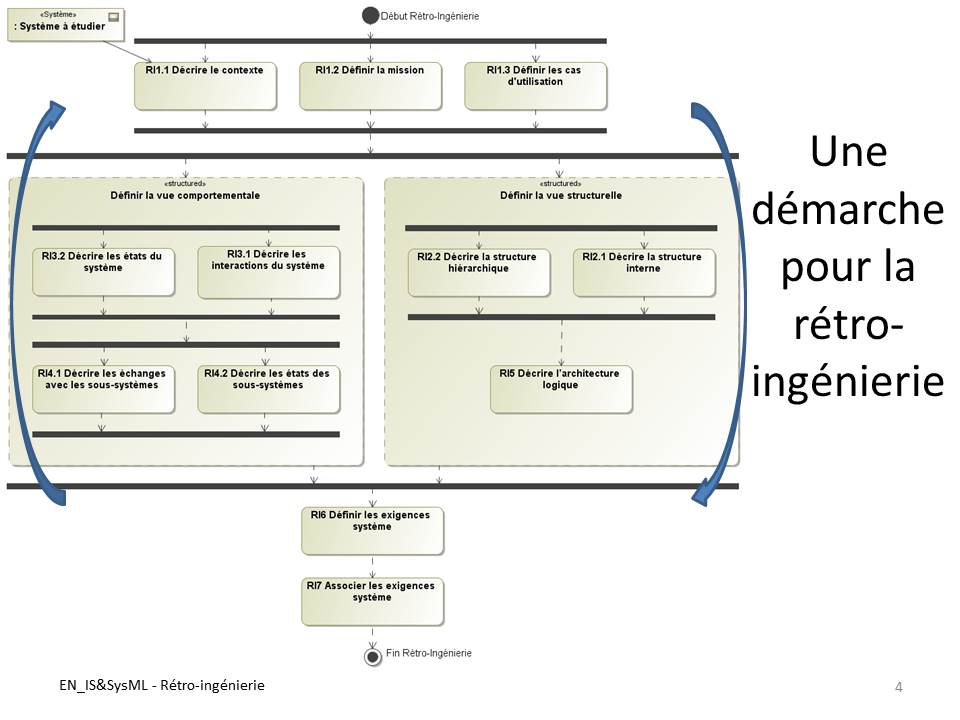 «Système»
: Système à étudier
Début Rétro-Ingénierie
RI1.1 Décrire le contexte
RI1.2 Définir la mission
RI1.3 Définir les cas
d'utilisation
«structured»
Définir la vue comportementale
RI3.2 Décrire les états du
système
RI3.1 Décrire les
interactions du système
RI4.1 Décrire les échanges
avec les sous-systèmes
RI4.2 Décrire les états des
sous-systèmes
«structured»
Définir la vue structurelle
RI2.2 Décrire la structure
hiérarchique
RI2.1 Décrire la structure
interne
RI5 Décrire l'architecture
logique
RI6 Définir les exigences
système
RI7 Associer les exigences
système
Fin Rétro-Ingénierie
Une
démarche
pour la
rétro-
ingénierie
EN_IS&SysML - Rétro-ingénierie
4